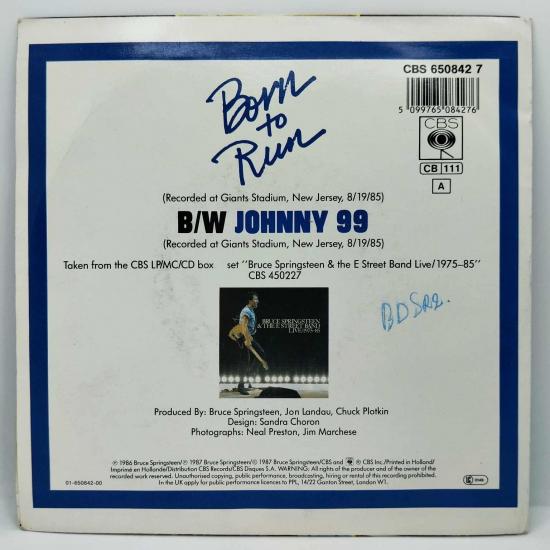 CBS 650842 7
5 099765 084276
CBS
CB 111
A
Born
to
Run
(Recorded at Giants Stadium, New Jersey, 8/19/85)
B/W JOHNNY 99
(Recorded at Giants Stadium, New Jersey, 8/19/85)
Taken from the CBS LP/MC/CD box set "Bruce Springsteen & the E Street Band Live/1975–85"
CBS 450227
BRUCE SPRINGSTEEN
& THE E STREET BAND
LIVE/1975-85
Produced By: Bruce Springsteen, Jon Landau, Chuck Plotkin
Design: Sandra Choron
Photographs: Neal Preston, Jim Marchese
℗ 1986 Bruce Springsteen/℗ 1987 Bruce Springsteen/© 1987 Bruce Springsteen/CBS and ® CBS Inc./Printed in Holland/
Imprimé en Hollande/Distribution CBS Records/CBS Disques S.A. WARNING: All rights of the producer and of the owner of the
recorded work reserved. Unauthorised copying, public performance, broadcasting, hiring or rental of this recording prohibited.
In the UK apply for public performance licences to PPL, 14/22 Ganton Street, London W1.
01-650842-00